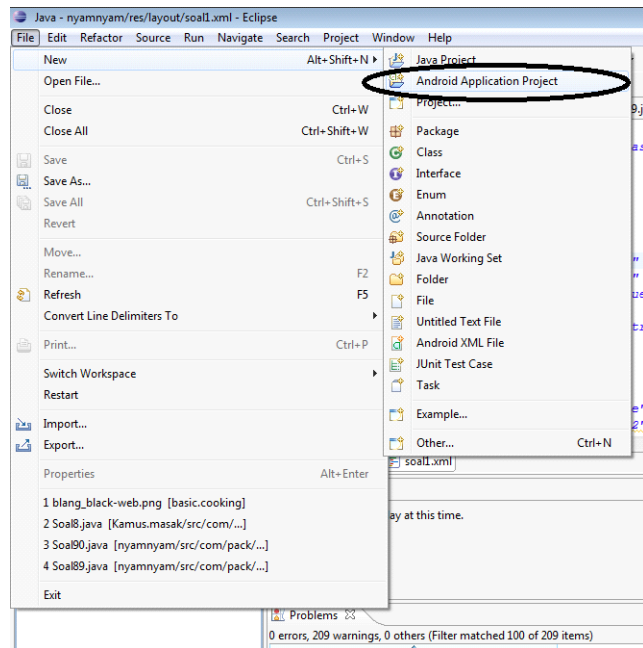 Java - nyamnyam/res/layout/soal1.xml - Eclipse
File Edit Refactor Source Run Navigate Search Project Window Help
New Alt+Shift+N
Open File...
Close Ctrl+W
Close All Ctrl+Shift+W
Save Ctrl+S
Save As...
Save All Ctrl+Shift+S
Revert
Move...
Rename... F2
Refresh F5
Convert Line Delimiters To
Print... Ctrl+P
Switch Workspace
Restart
Import...
Export...
Properties Alt+Enter
1 blang_black-web.png [basic.cooking]
2 Soal8.java [Kamus.masak/src/com/...]
3 Soal90.java [nyamnyam/src/com/pack/...]
4 Soal89.java [nyamnyam/src/com/pack/...]
Exit
Java Project
Android Application Project
Project...
Package
Class
Interface
Enum
Annotation
Source Folder
Java Working Set
Folder
File
Untitled Text File
Android XML File
JUnit Test Case
Task
Example...
Other... Ctrl+N
soal1.xml
ay at this time.
Problems
0 errors, 209 warnings, 0 others (Filter matched 100 of 209 items)